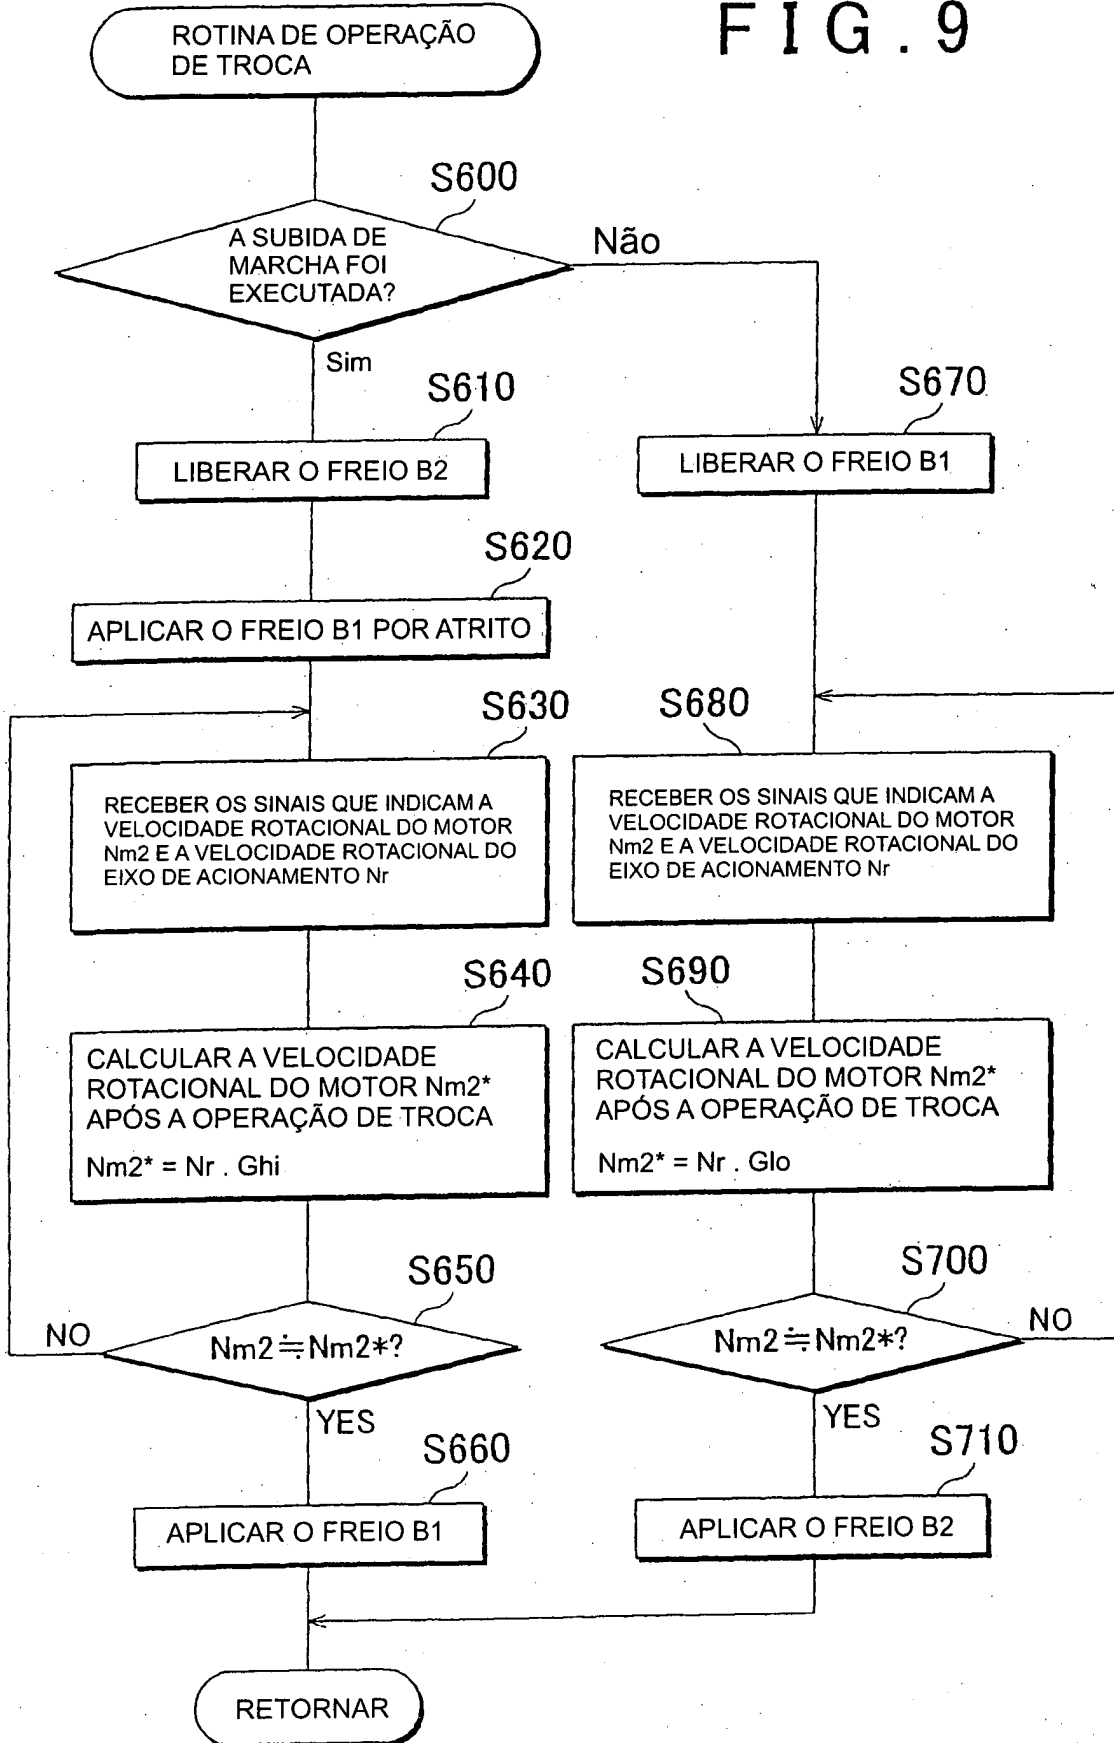 FIG.9
ROTINA DE OPERAÇÃO
DE TROCA
S600
A SUBIDA DE
MARCHA FOI
EXECUTADA?
Não
Sim
S610
LIBERAR O FREIO B2
S670
LIBERAR O FREIO B1
S620
APLICAR O FREIO B1 POR ATRITO
S630
RECEBER OS SINAIS QUE INDICAM A
VELOCIDADE ROTACIONAL DO MOTOR
Nm2 E A VELOCIDADE ROTACIONAL DO
EIXO DE ACIONAMENTO Nr
S680
RECEBER OS SINAIS QUE INDICAM A
VELOCIDADE ROTACIONAL DO MOTOR
Nm2 E A VELOCIDADE ROTACIONAL DO
EIXO DE ACIONAMENTO Nr
S640
CALCULAR A VELOCIDADE
ROTACIONAL DO MOTOR Nm2*
APÓS A OPERAÇÃO DE TROCA
Nm2* = Nr . Ghi
S690
CALCULAR A VELOCIDADE
ROTACIONAL DO MOTOR Nm2*
APÓS A OPERAÇÃO DE TROCA
Nm2* = Nr . Glo
S650
Nm2≒Nm2*?
NO
YES
S700
Nm2≒Nm2*?
NO
YES
S660
APLICAR O FREIO B1
S710
APLICAR O FREIO B2
RETORNAR